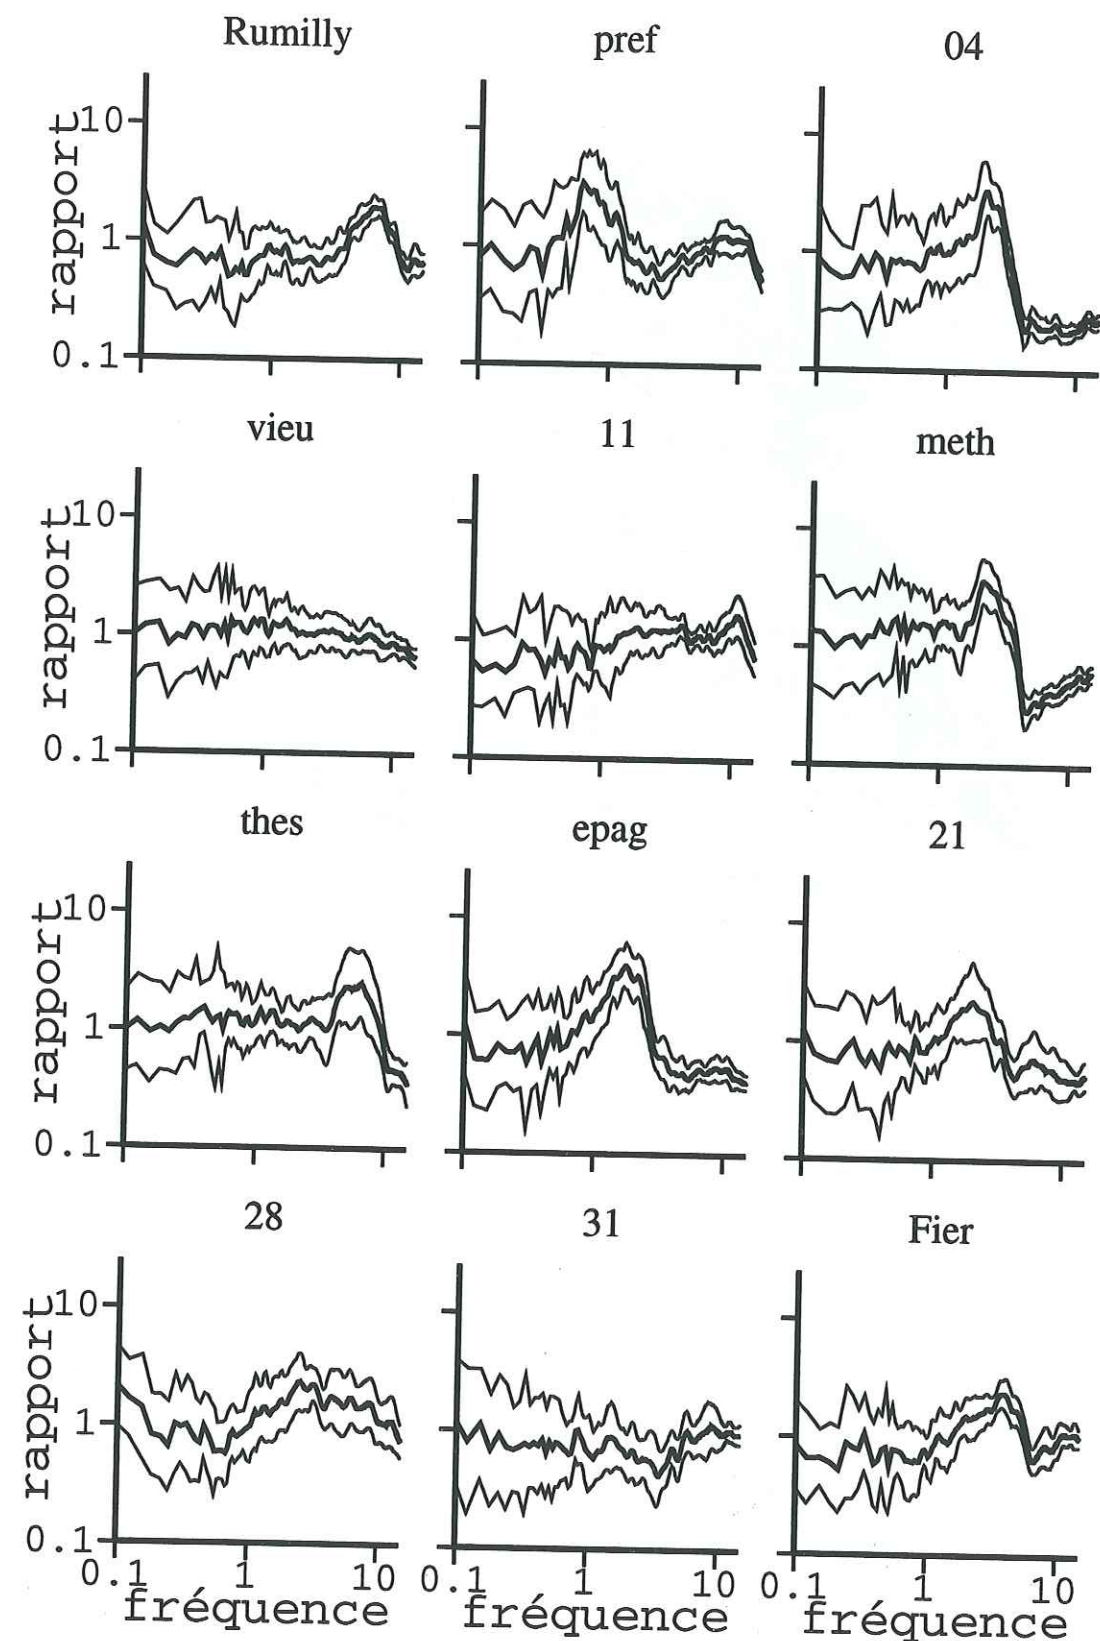 Rumilly pref 04
rapport
10
1
0.1
vieu 11 meth
rapport
10
1
0.1
thes epag 21
rapport
10
1
0.1
28 31 Fier
rapport
10
1
0.1
0.1 1 10 0.1 1 10 0.1 1 10
fréquence fréquence fréquence